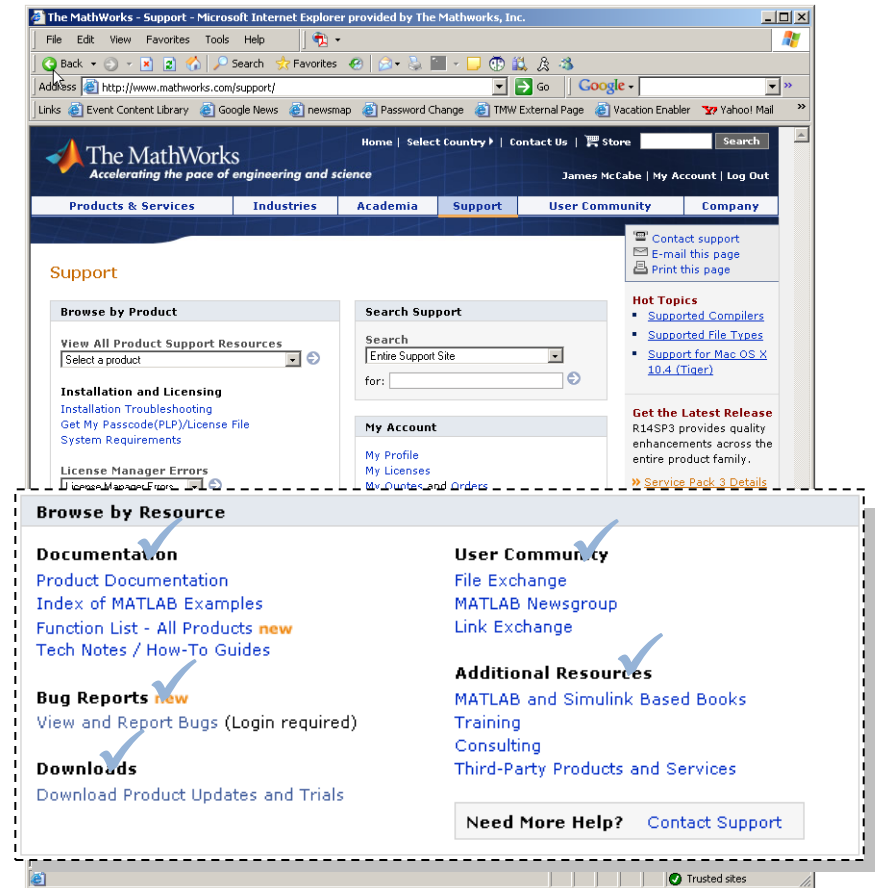 The MathWorks - Support - Microsoft Internet Explorer provided by The Mathworks, Inc.
File Edit View Favorites Tools Help
Back Search Favorites
Address http://www.mathworks.com/support/ Go Google
Links Event Content Library Google News newsmap Password Change TMW External Page Vacation Enabler Yahoo! Mail »
Home | Select Country | Contact Us | Store Search
The MathWorks
Accelerating the pace of engineering and science
James McCabe | My Account | Log Out
Products & Services Industries Academia Support User Community Company
Contact support
E-mail this page
Print this page
Support
Browse by Product
View All Product Support Resources
Select a product
Installation and Licensing
Installation Troubleshooting
Get My Passcode(PLP)/License File
System Requirements
License Manager Errors
License Manager Errors
Search Support
Search
Entire Support Site
for:
My Account
My Profile
My Licenses
My Quotes and Orders
Hot Topics
Supported Compilers
Supported File Types
Support for Mac OS X
10.4 (Tiger)
Get the Latest Release
R14SP3 provides quality
enhancements across the
entire product family.
» Service Pack 3 Details
Browse by Resource
Documentation
Product Documentation
Index of MATLAB Examples
Function List - All Products new
Tech Notes / How-To Guides
Bug Reports new
View and Report Bugs (Login required)
Downloads
Download Product Updates and Trials
User Community
File Exchange
MATLAB Newsgroup
Link Exchange
Additional Resources
MATLAB and Simulink Based Books
Training
Consulting
Third-Party Products and Services
Need More Help? Contact Support
Trusted sites